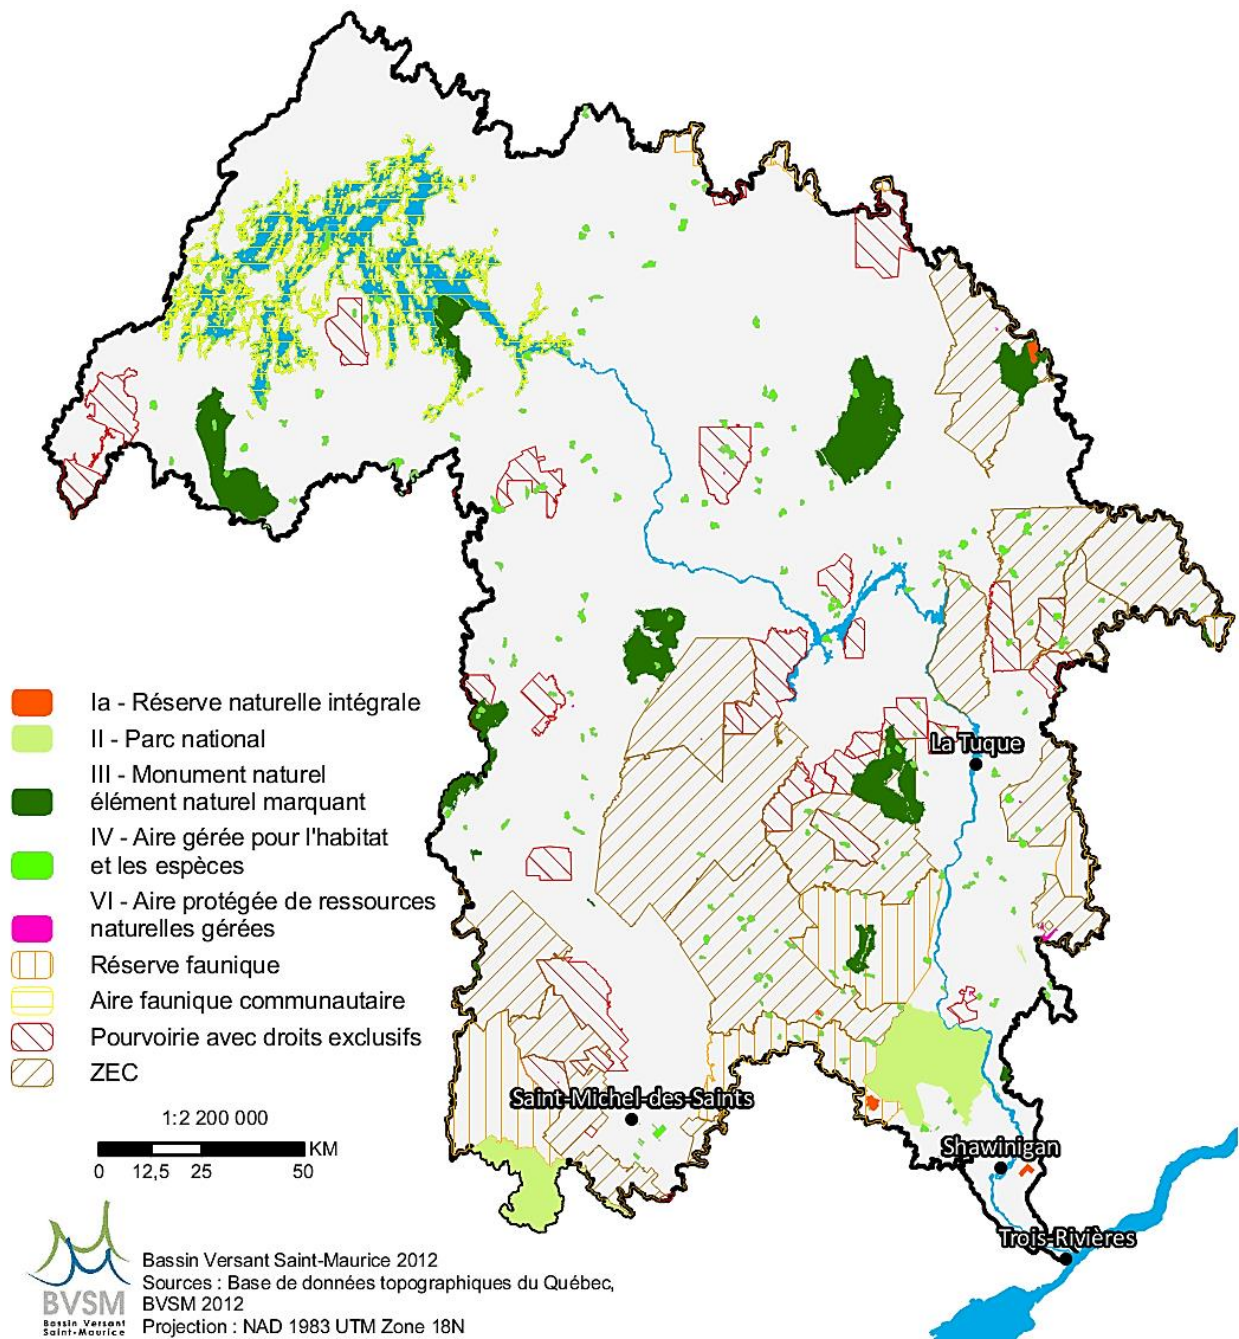 Ia - Réserve naturelle intégrale
II - Parc national
III - Monument naturel
élément naturel marquant
IV - Aire gérée pour l'habitat
et les espèces
VI - Aire protégée de ressources
naturelles gérées
Réserve faunique
Aire faunique communautaire
Pourvoirie avec droits exclusifs
ZEC
1:2 200 000
KM
0 12,5 25 50
La Tuque
Saint-Michel-des-Saints
Shawinigan
Trois-Rivières
BVSM
Bassin Versant
Saint-Maurice
Bassin Versant Saint-Maurice 2012
Sources : Base de données topographiques du Québec,
BVSM 2012
Projection : NAD 1983 UTM Zone 18N